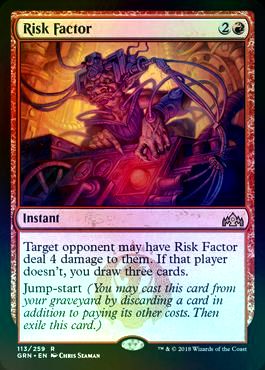 Risk Factor 2
Instant
Target opponent may have Risk Factor
deal 4 damage to them. If that player
doesn't, you draw three cards.
Jump-start (You may cast this card from
your graveyard by discarding a card in
addition to paying its other costs. Then
exile this card.)
113/259 R
GRN • EN Chris Seaman
™ & © 2018 Wizards of the Coast